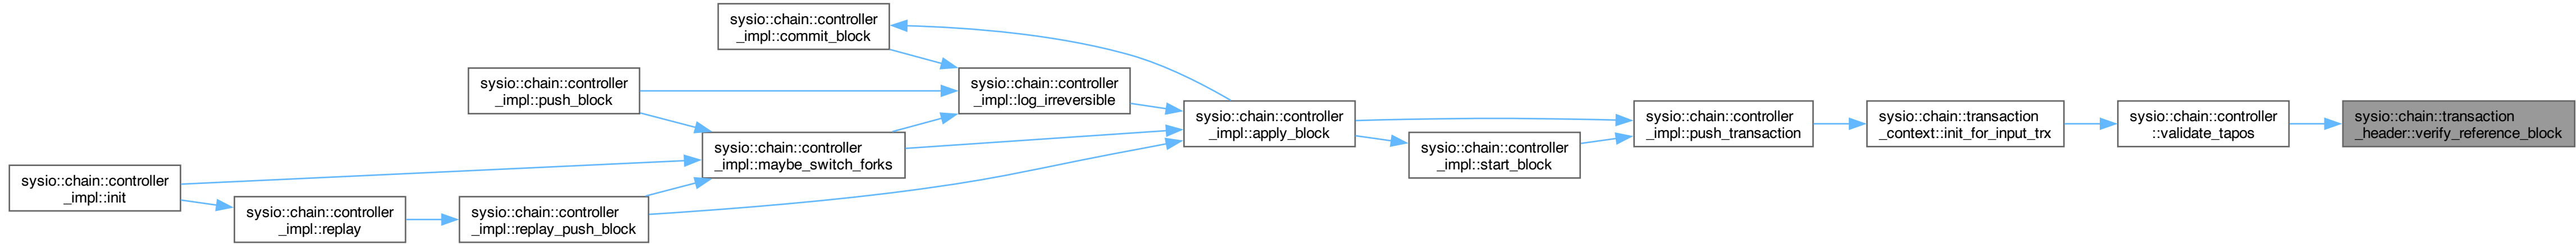 sysio::chain::controller
_impl::init
sysio::chain::controller
_impl::replay
sysio::chain::controller
_impl::push_block
sysio::chain::controller
_impl::replay_push_block
sysio::chain::controller
_impl::commit_block
sysio::chain::controller
_impl::maybe_switch_forks
sysio::chain::controller
_impl::log_irreversible
sysio::chain::controller
_impl::apply_block
sysio::chain::controller
_impl::start_block
sysio::chain::controller
_impl::push_transaction
sysio::chain::transaction
_context::init_for_input_trx
sysio::chain::controller
::validate_tapos
sysio::chain::transaction
_header::verify_reference_block